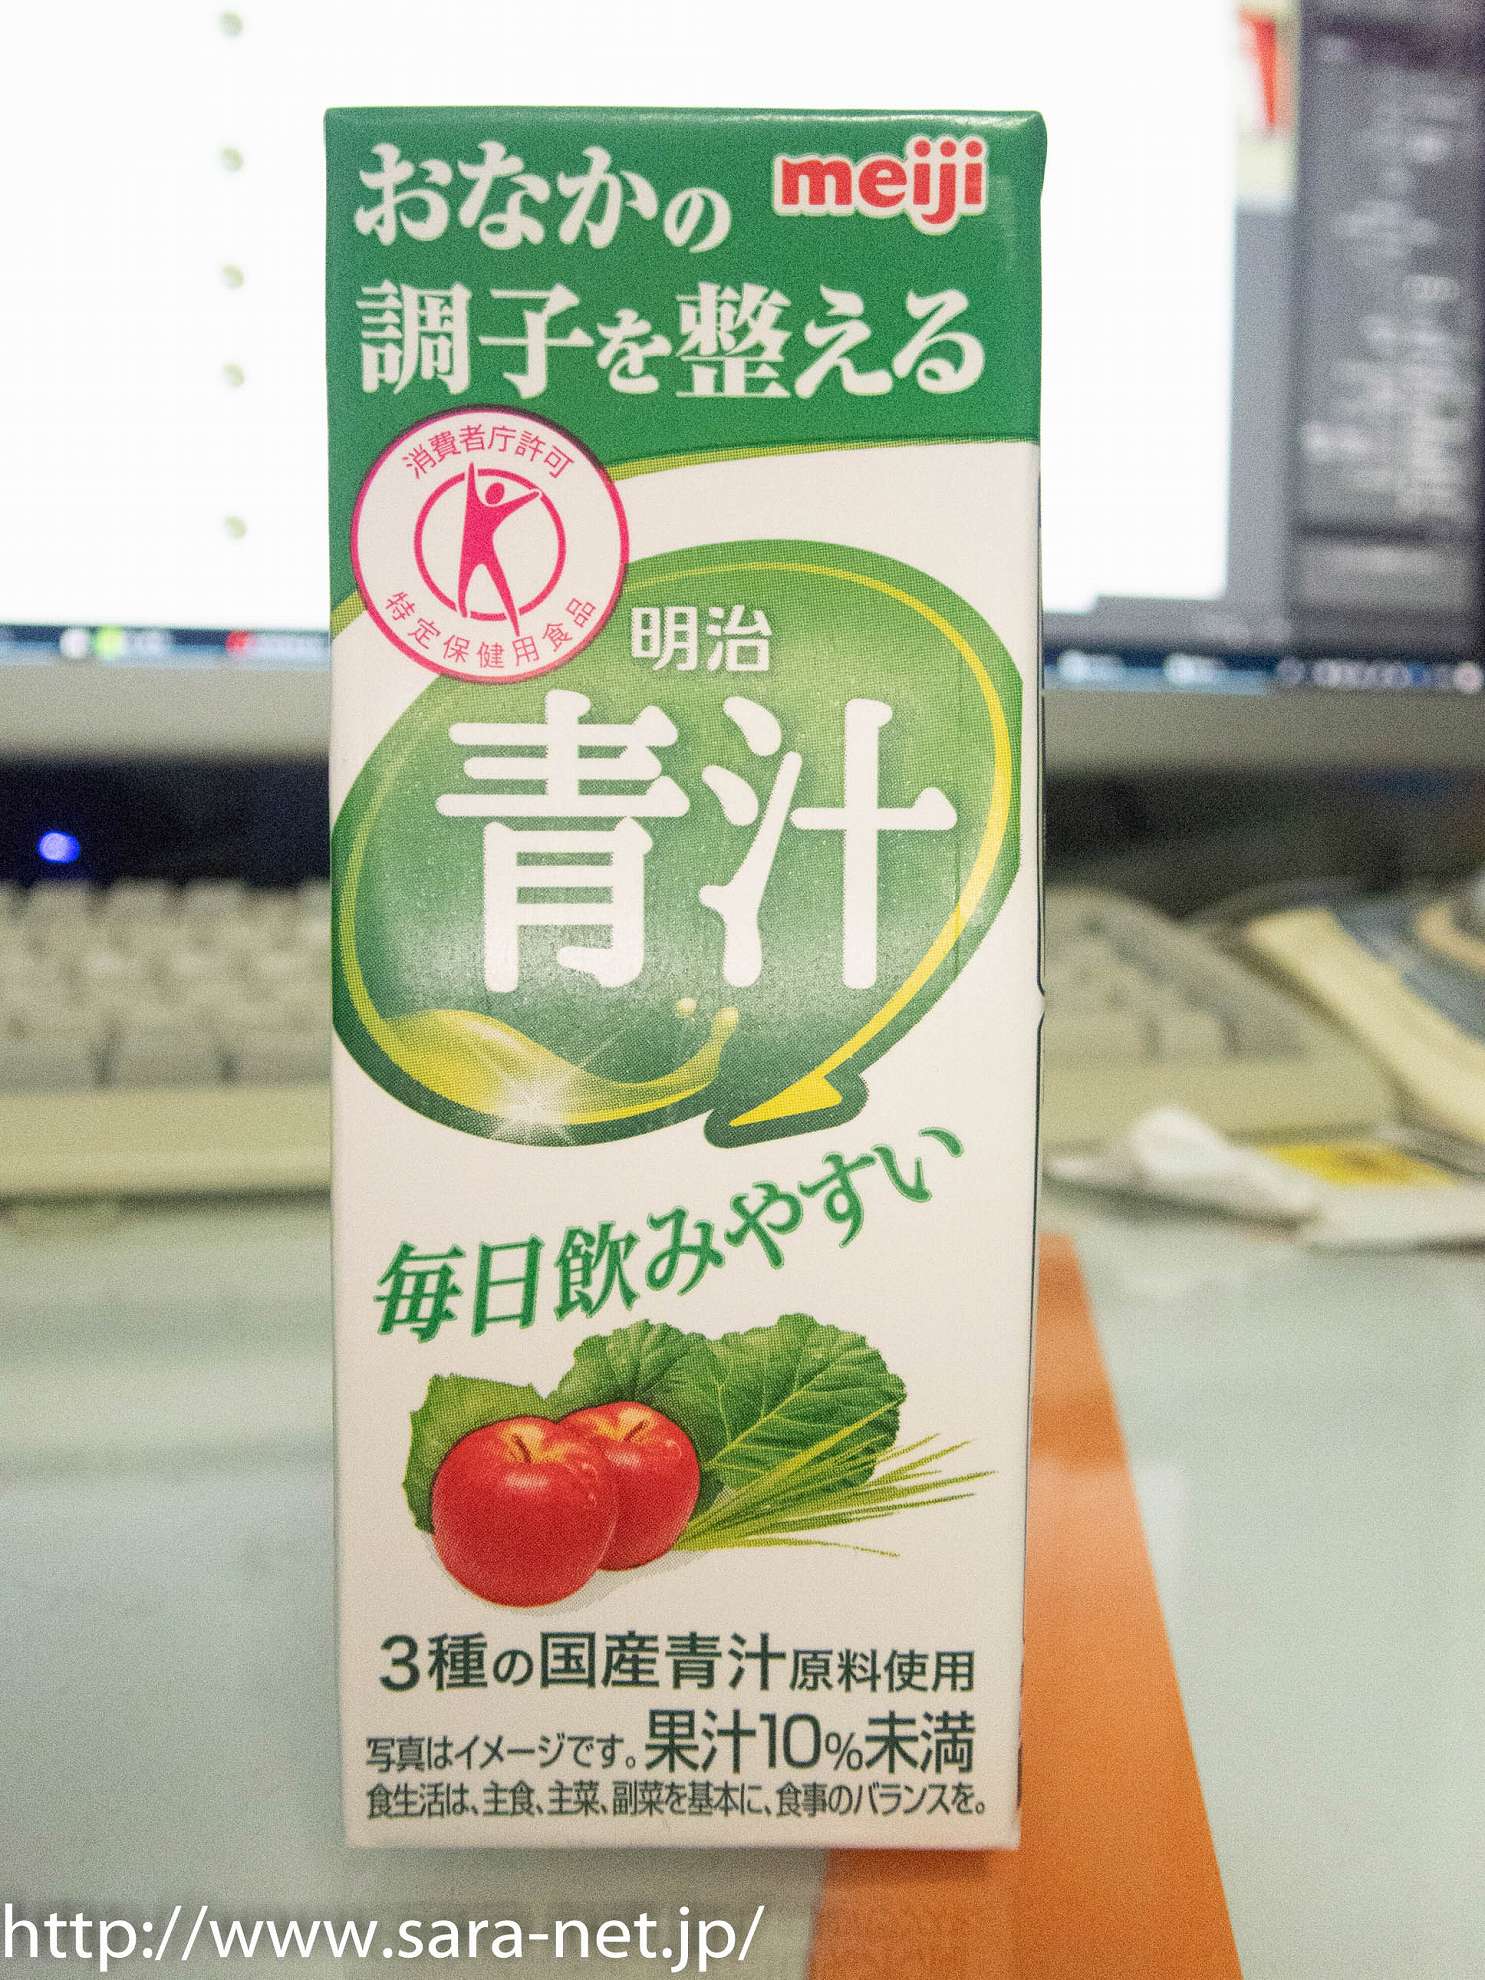 おなかの
meiji
調子を整える
消費者庁許可
特定保健用食品
明治
青汁
毎日飲みやすい
3種の国産青汁原料使用
写真はイメージです。果汁10%未満
食生活は、主食、主菜、副菜を基本に、食事のバランスを。
http://www.sara-net.jp/